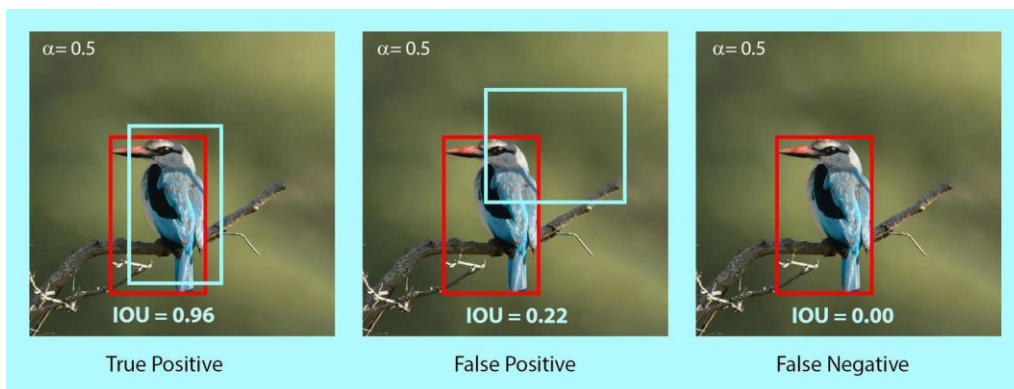 α= 0.5
IOU = 0.96
True Positive
α= 0.5
IOU = 0.22
False Positive
α= 0.5
IOU = 0.00
False Negative